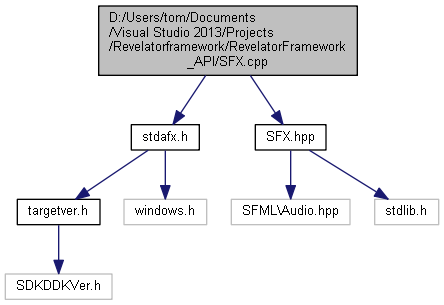 D:/Users/tom/Documents
/Visual Studio 2013/Projects
/Revelatorframework/RevelatorFramework
_API/SFX.cpp
stdafx.h
SFX.hpp
targetver.h
windows.h
SFML\Audio.hpp
stdlib.h
SDKDDKVer.h